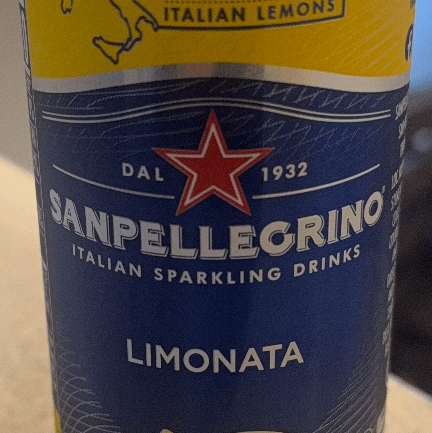 ITALIAN LEMONS
DAL 1932
SANPELLEGRINO®
ITALIAN SPARKLING DRINKS
LIMONATA